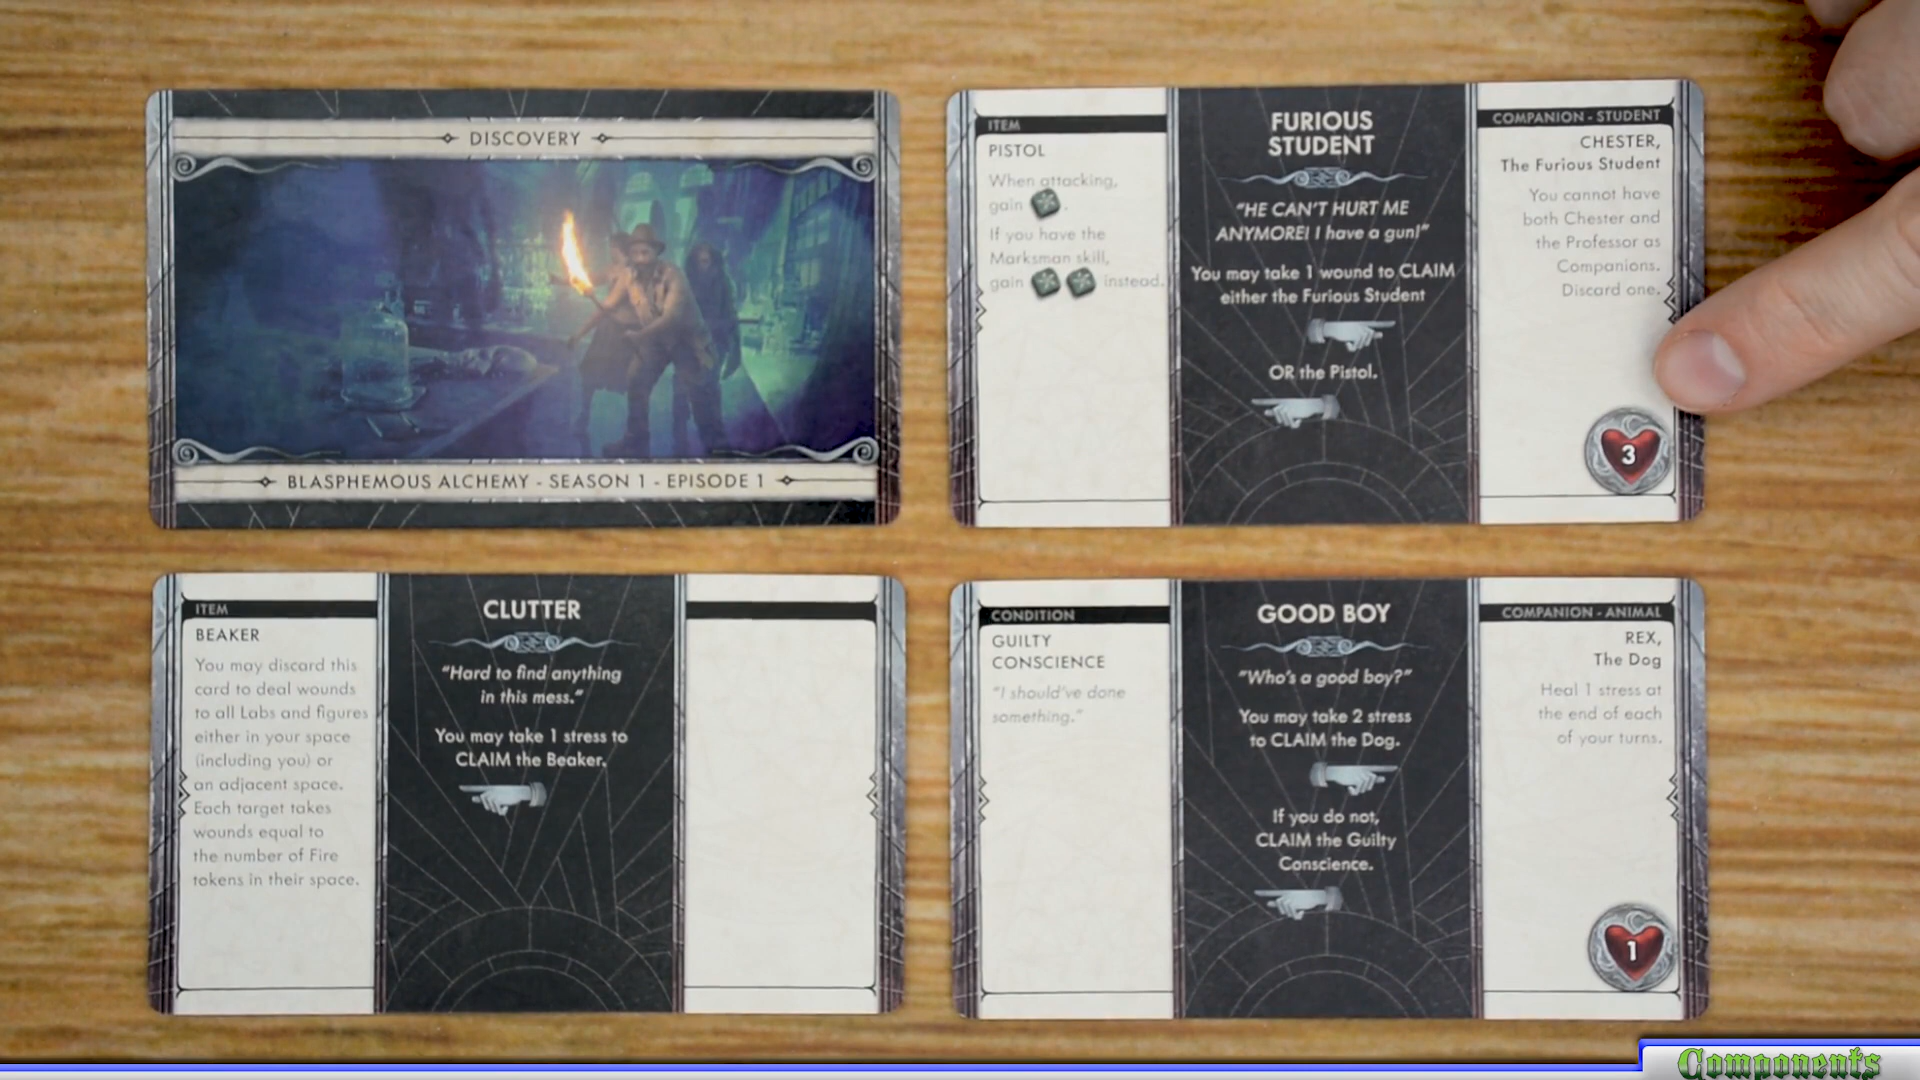 DISCOVERY
BLASPHEMOUS ALCHEMY - SEASON 1 - EPISODE 1
ITEM
PISTOL
When attacking,
gain .
If you have the
Marksman skill,
gain instead.
FURIOUS
STUDENT
"HE CAN'T HURT ME
ANYMORE! I have a gun!"
You may take 1 wound to CLAIM
either the Furious Student
OR the Pistol.
COMPANION - STUDENT
CHESTER,
The Furious Student
You cannot have
both Chester and
the Professor as
Companions.
Discard one.
3
ITEM
BEAKER
You may discard this
card to deal wounds
to all Labs and figures
either in your space
(including you) or
an adjacent space.
Each target takes
wounds equal to
the number of Fire
tokens in their space.
CLUTTER
"Hard to find anything
in this mess."
You may take 1 stress to
CLAIM the Beaker.
CONDITION
GUILTY
CONSCIENCE
"I should've done
something."
GOOD BOY
"Who's a good boy?"
You may take 2 stress
to CLAIM the Dog.
If you do not,
CLAIM the Guilty
Conscience.
COMPANION - ANIMAL
REX,
The Dog
Heal 1 stress at
the end of each
of your turns.
1
Components